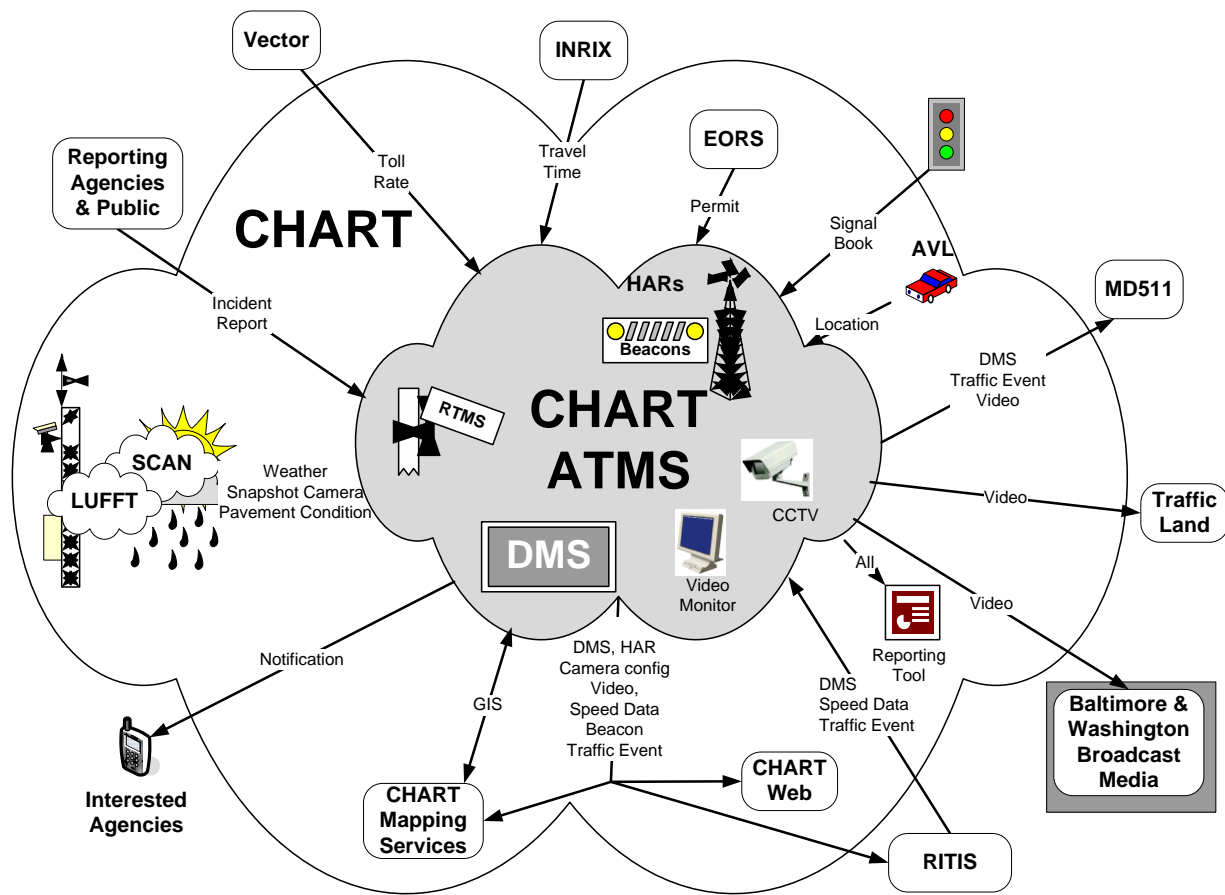 Vector
INRIX
EORS
Reporting
Agencies
& Public
Toll
Rate
Travel
Time
Permit
Signal
Book
AVL
MD511
CHART
HARs
Location
Incident
Report
Beacons
DMS
Traffic Event
Video
RTMS
CHART
ATMS
SCAN
LUFFT
Weather
Snapshot Camera
Pavement Condition
CCTV
Video
Traffic
Land
DMS
Video
Monitor
All
Video
Reporting
Tool
Notification
GIS
DMS, HAR
Camera config
Video,
Speed Data
Beacon
Traffic Event
DMS
Speed Data
Traffic Event
Baltimore &
Washington
Broadcast
Media
Interested
Agencies
CHART
Mapping
Services
CHART
Web
RITIS